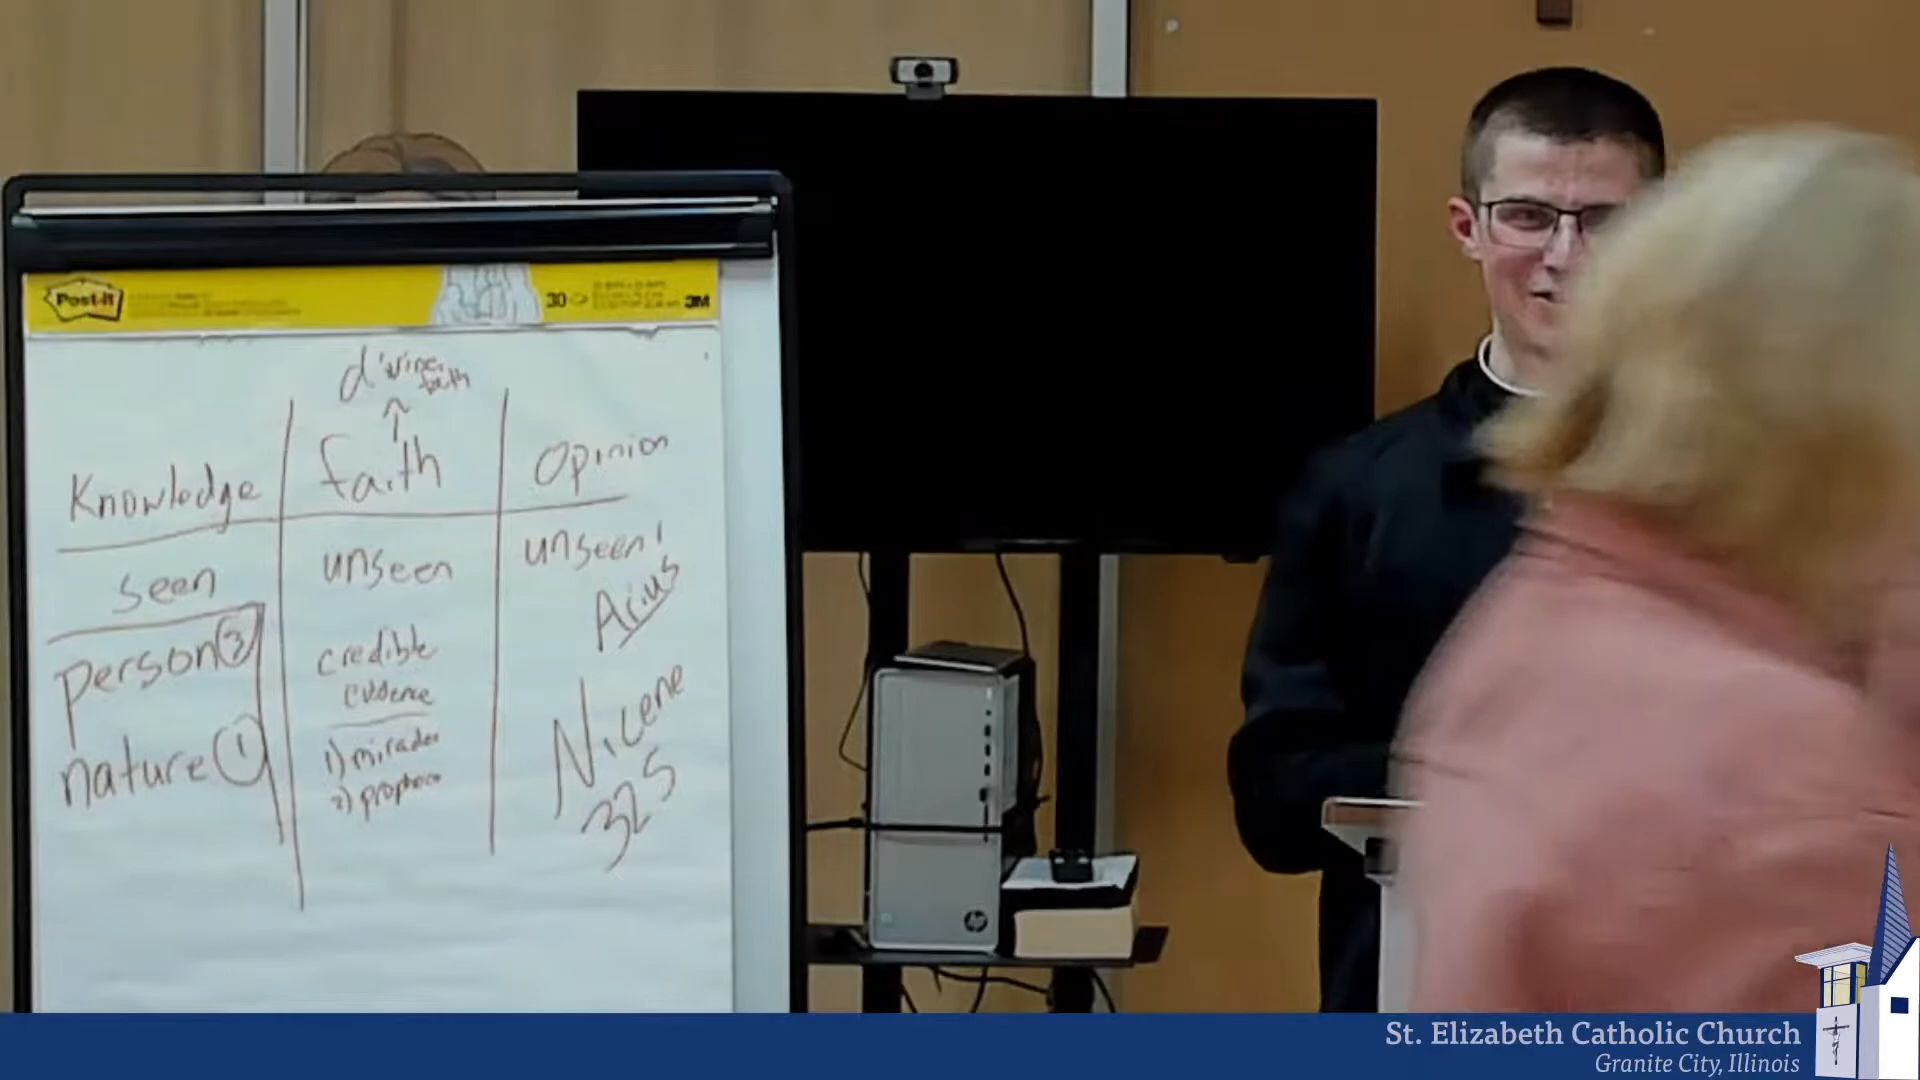 Post-it
30
3M
divine
faith
Knowledge
faith
Opinion
seen
unseen
unseen
Arius
person 3
credible
evidence
nature 1
1) miracles
2)
Nicene
325
hp
St. Elizabeth Catholic Church
Granite City, Illinois